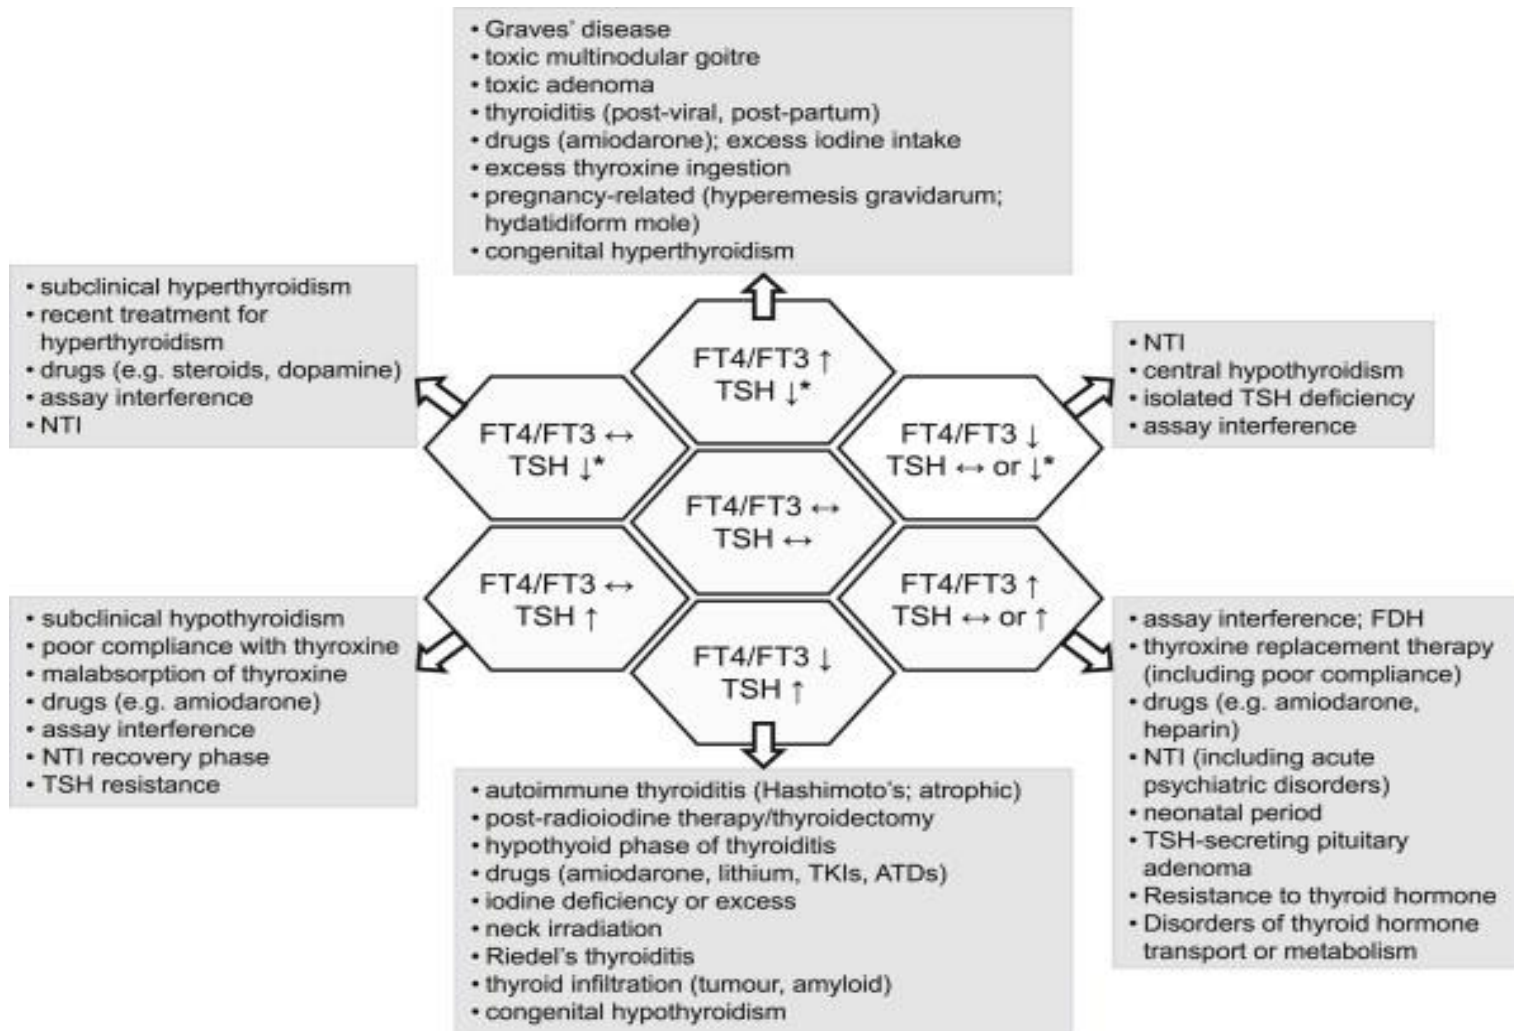 • Graves' disease
• toxic multinodular goitre
• toxic adenoma
• thyroiditis (post-viral, post-partum)
• drugs (amiodarone); excess iodine intake
• excess thyroxine ingestion
• pregnancy-related (hyperemesis gravidarum;
hydatidiform mole)
• congenital hyperthyroidism
• subclinical hyperthyroidism
• recent treatment for
hyperthyroidism
• drugs (e.g. steroids, dopamine)
• assay interference
• NTI
FT4/FT3 ↑
TSH ↓*
• NTI
• central hypothyroidism
• isolated TSH deficiency
• assay interference
FT4/FT3 ↔
TSH ↓*
FT4/FT3 ↓
TSH ↔ or ↓*
FT4/FT3 ↔
TSH ↔
FT4/FT3 ↔
TSH ↑
FT4/FT3 ↑
TSH ↔ or ↑
• subclinical hypothyroidism
• poor compliance with thyroxine
• malabsorption of thyroxine
• drugs (e.g. amiodarone)
• assay interference
• NTI recovery phase
• TSH resistance
FT4/FT3 ↓
TSH ↑
• assay interference; FDH
• thyroxine replacement therapy
(including poor compliance)
• drugs (e.g. amiodarone,
heparin)
• NTI (including acute
psychiatric disorders)
• neonatal period
• TSH-secreting pituitary
adenoma
• Resistance to thyroid hormone
• Disorders of thyroid hormone
transport or metabolism
• autoimmune thyroiditis (Hashimoto's; atrophic)
• post-radioiodine therapy/thyroidectomy
• hypothyoid phase of thyroiditis
• drugs (amiodarone, lithium, TKIs, ATDs)
• iodine deficiency or excess
• neck irradiation
• Riedel's thyroiditis
• thyroid infiltration (tumour, amyloid)
• congenital hypothyroidism